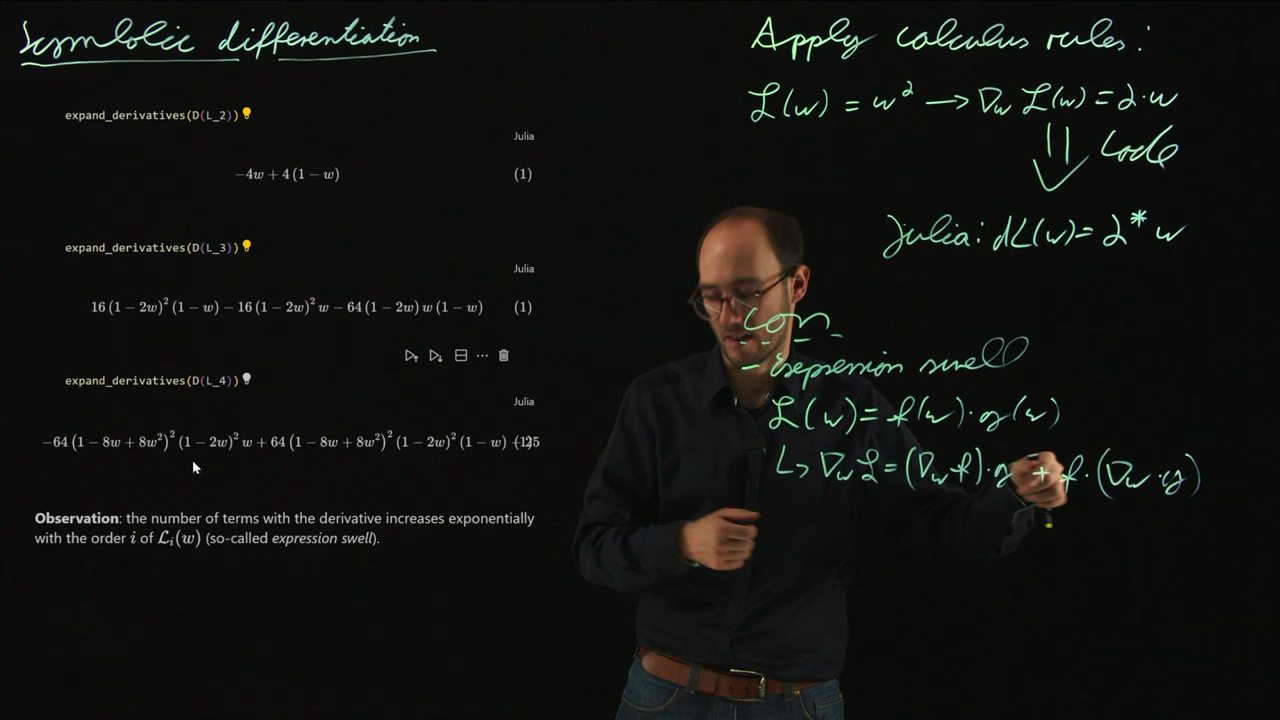 Symbolic differentiation
expand_derivatives(D(L_2))
Julia
−4w + 4 (1 − w) (1)
expand_derivatives(D(L_3))
Julia
16 (1 − 2w)² (1 − w) − 16 (1 − 2w)² w − 64 (1 − 2w) w (1 − w) (1)
expand_derivatives(D(L_4))
Julia
−64 (1 − 8w + 8w²)² (1 − 2w)² w + 64 (1 − 8w + 8w²)² (1 − 2w)² (1 − w)
Observation: the number of terms with the derivative increases exponentially
with the order i of ℒᵢ(w) (so-called expression swell).
Apply calculus rules:
ℒ(w) = w² → ∇w ℒ(w) = 2·w
⇓ Code
Julia: dL(w) = 2 * w
Con
- expression swell
ℒ(w) = f(w)·g(w)
↳ ∇w ℒ = (∇w f)·g + f·(∇w·g)